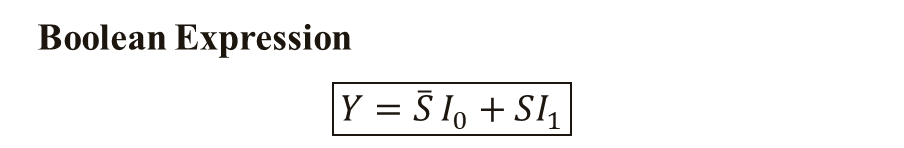 Boolean Expression
Y = S̄ I₀ + SI₁